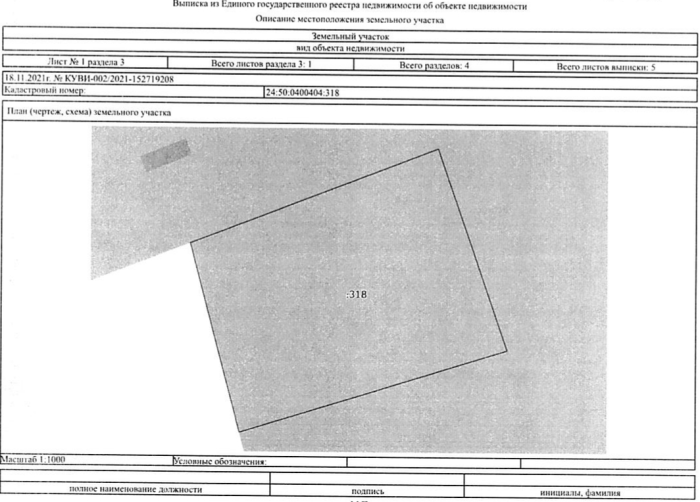 Выписка из Единого государственного реестра недвижимости об объекте недвижимости
Описание местоположения земельного участка
Земельный участок
вид объекта недвижимости
Лист № 1 раздела 3 Всего листов раздела 3: 1 Всего разделов: 4 Всего листов выписки: 5
18.11.2021г. № КУВИ-002/2021-152719208
Кадастровый номер: 24:50:0400404:318
План (чертеж, схема) земельного участка
:318
Масштаб 1:1000 Условные обозначения:
полное наименование должности подпись инициалы, фамилия